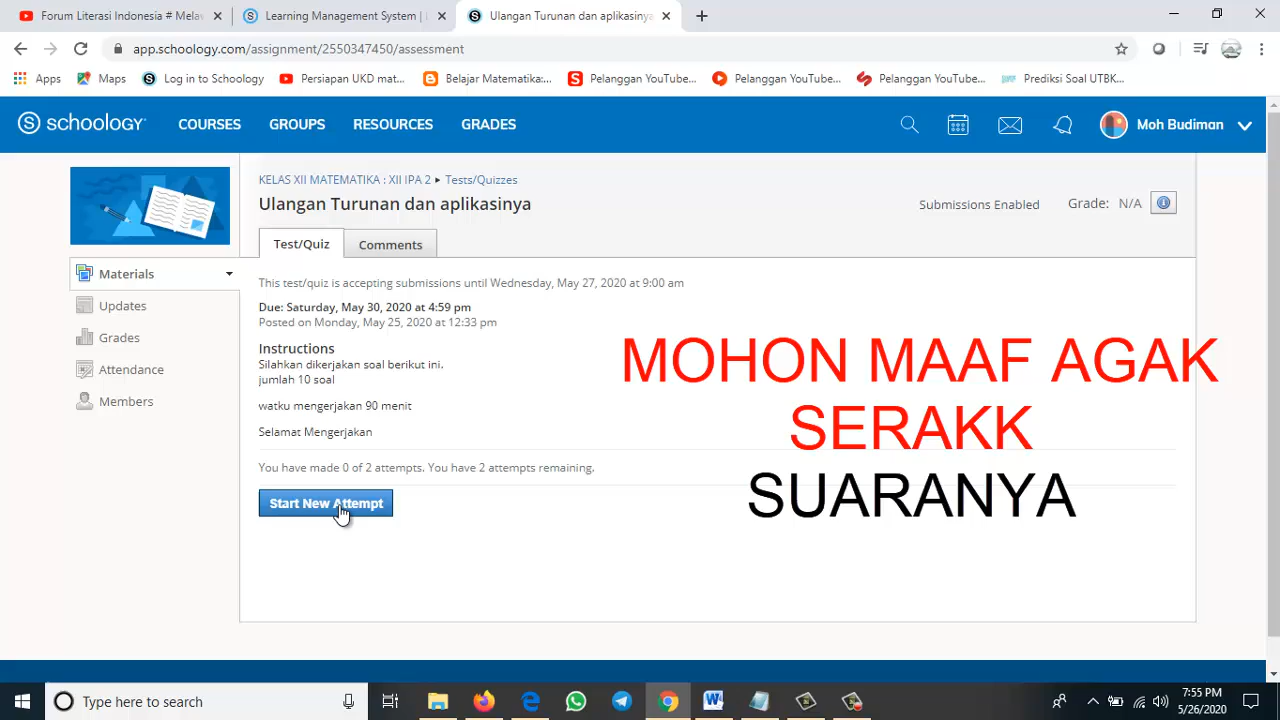 Forum Literasi Indonesia # Mela
Learning Management System |
Ulangan Turunan dan aplikasinya
app.schoology.com/assignment/2550347450/assessment
Apps
Maps
Log in to Schoology
Persiapan UKD mat...
Belajar Matematika:...
Pelanggan YouTube...
Pelanggan YouTube...
Pelanggan YouTube...
Prediksi Soal UTBK...
S schoology
COURSES
GROUPS
RESOURCES
GRADES
Moh Budiman
KELAS XII MATEMATIKA : XII IPA 2 ▸ Tests/Quizzes
Ulangan Turunan dan aplikasinya
Submissions Enabled
Grade: N/A
Test/Quiz
Comments
Materials
Updates
Grades
Attendance
Members
This test/quiz is accepting submissions until Wednesday, May 27, 2020 at 9:00 am
Due: Saturday, May 30, 2020 at 4:59 pm
Posted on Monday, May 25, 2020 at 12:33 pm
Instructions
Silahkan dikerjakan soal berikut ini.
jumlah 10 soal
watku mengerjakan 90 menit
Selamat Mengerjakan
You have made 0 of 2 attempts. You have 2 attempts remaining.
Start New Attempt
MOHON MAAF AGAK
SERAKK
SUARANYA
Type here to search
7:55 PM
5/26/2020